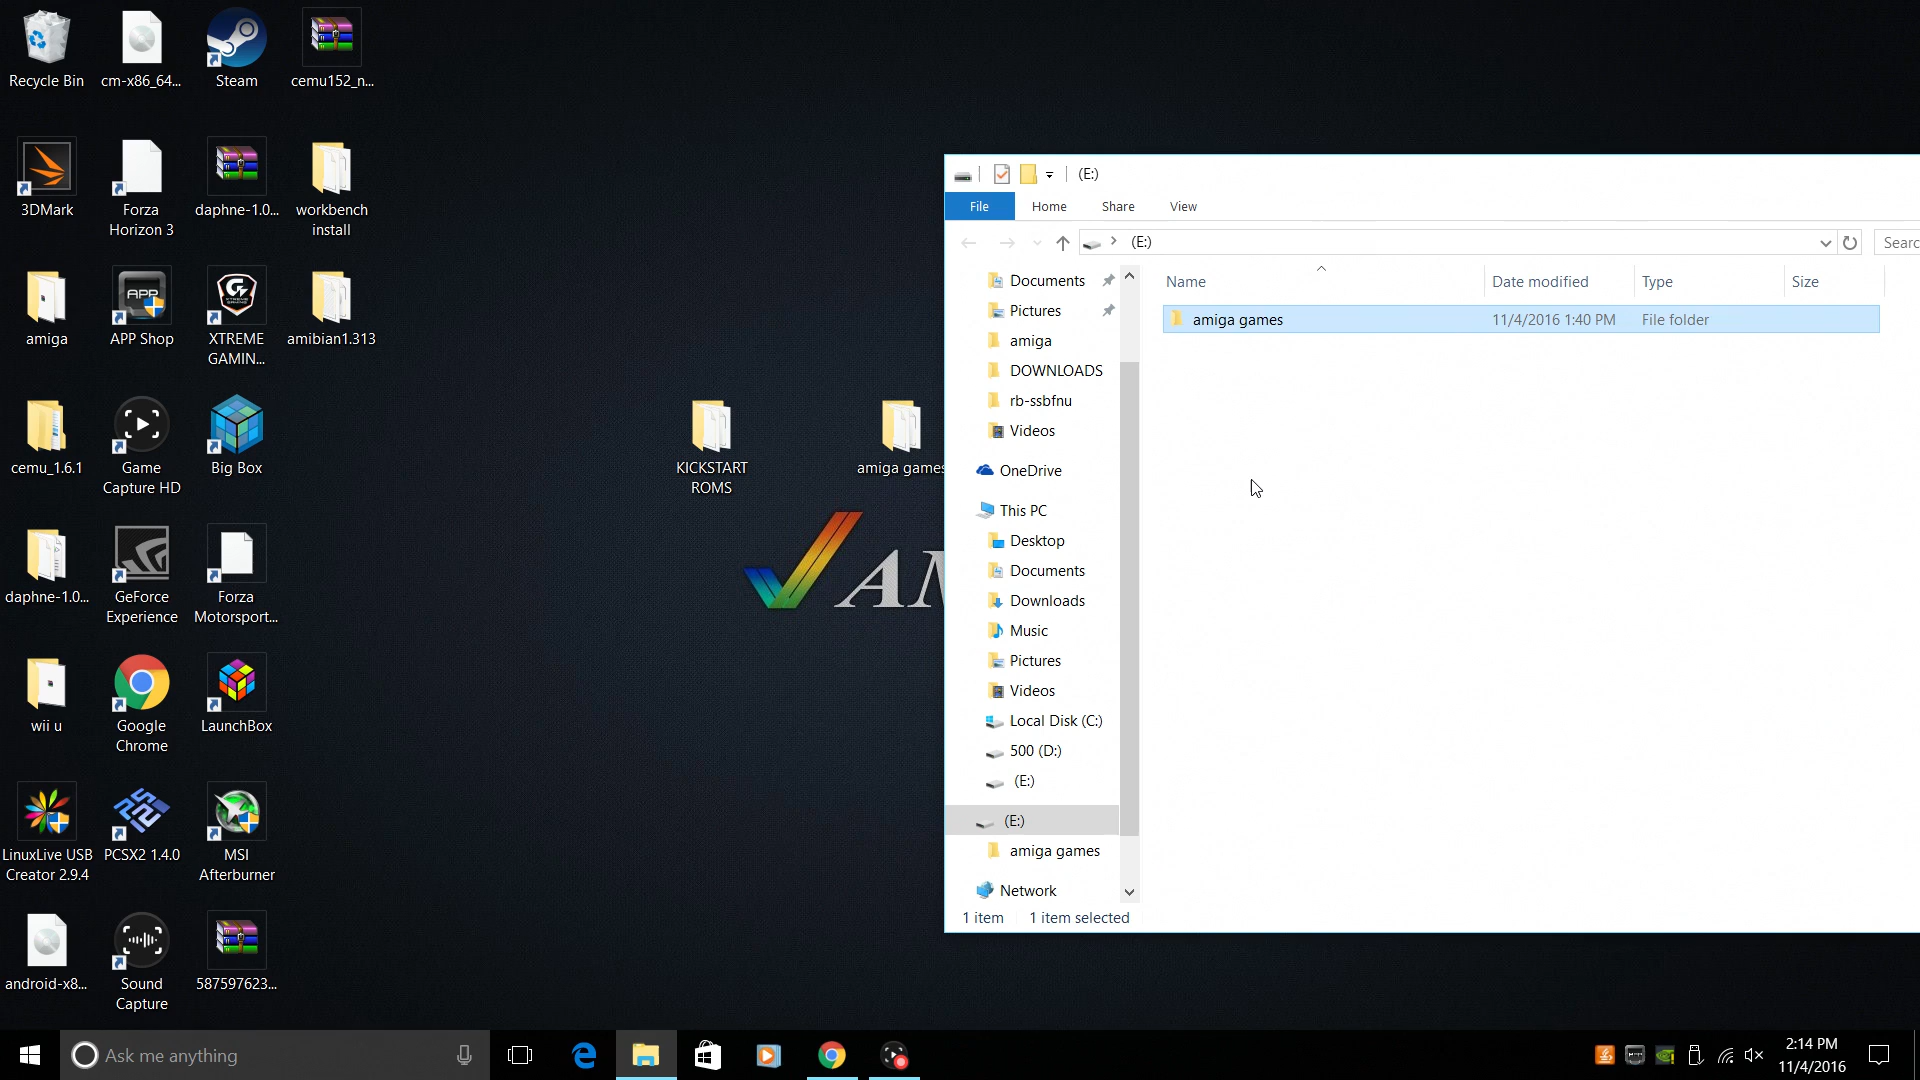 Recycle Bin
cm-x86_64...
Steam
cemu152_n...
3DMark
Forza
Horizon 3
daphne-1.0...
workbench
install
amiga
APP
APP Shop
XTREME GAMING
XTREME
GAMIN...
amibian1.313
cemu_1.6.1
Game
Capture HD
Big Box
daphne-1.0...
GeForce
Experience
Forza
Motorsport...
wii u
Google
Chrome
LaunchBox
LinuxLive USB
Creator 2.9.4
PCSX2 1.4.0
MSI
Afterburner
android-x8...
Sound
Capture
587597623...
KICKSTART
ROMS
amiga games
AM
(E:)
File
Home
Share
View
(E:)
Searc
Name
Date modified
Type
Size
amiga games
11/4/2016 1:40 PM
File folder
Documents
Pictures
amiga
DOWNLOADS
rb-ssbfnu
Videos
OneDrive
This PC
Desktop
Documents
Downloads
Music
Pictures
Videos
Local Disk (C:)
500 (D:)
(E:)
(E:)
amiga games
Network
1 item
1 item selected
Ask me anything
2:14 PM
11/4/2016